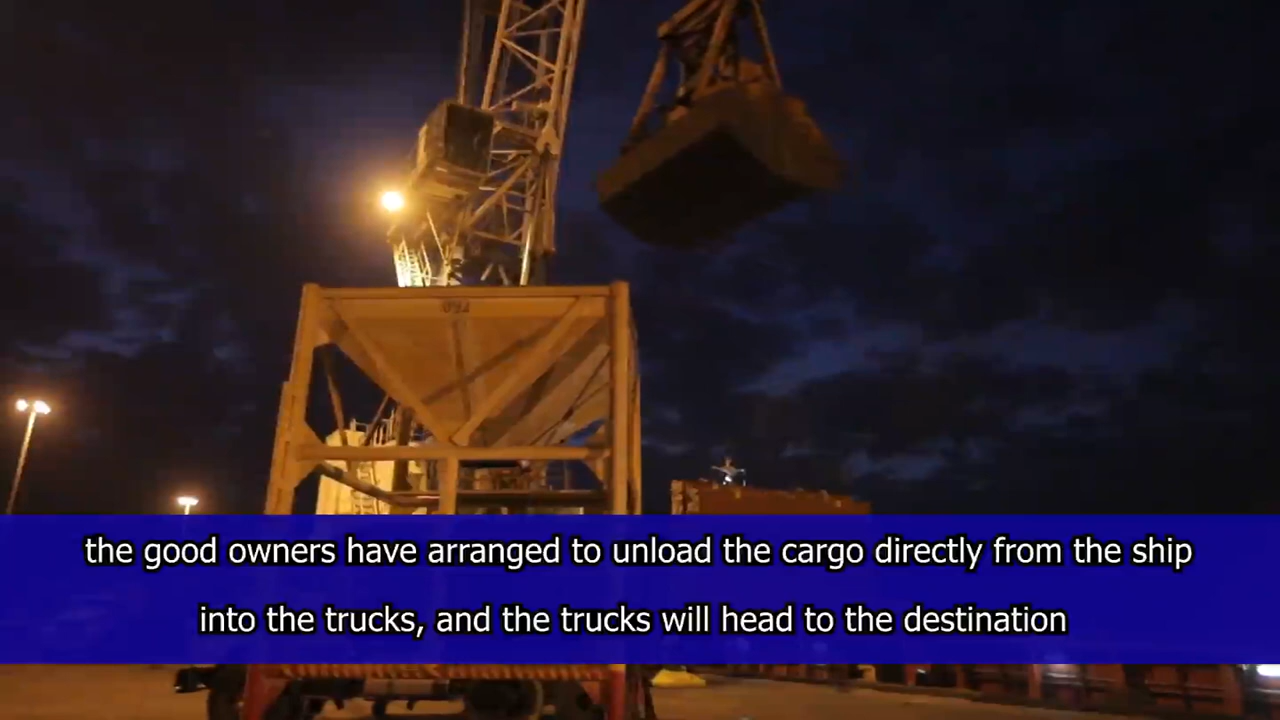 the good owners have arranged to unload the cargo directly from the ship
into the trucks, and the trucks will head to the destination